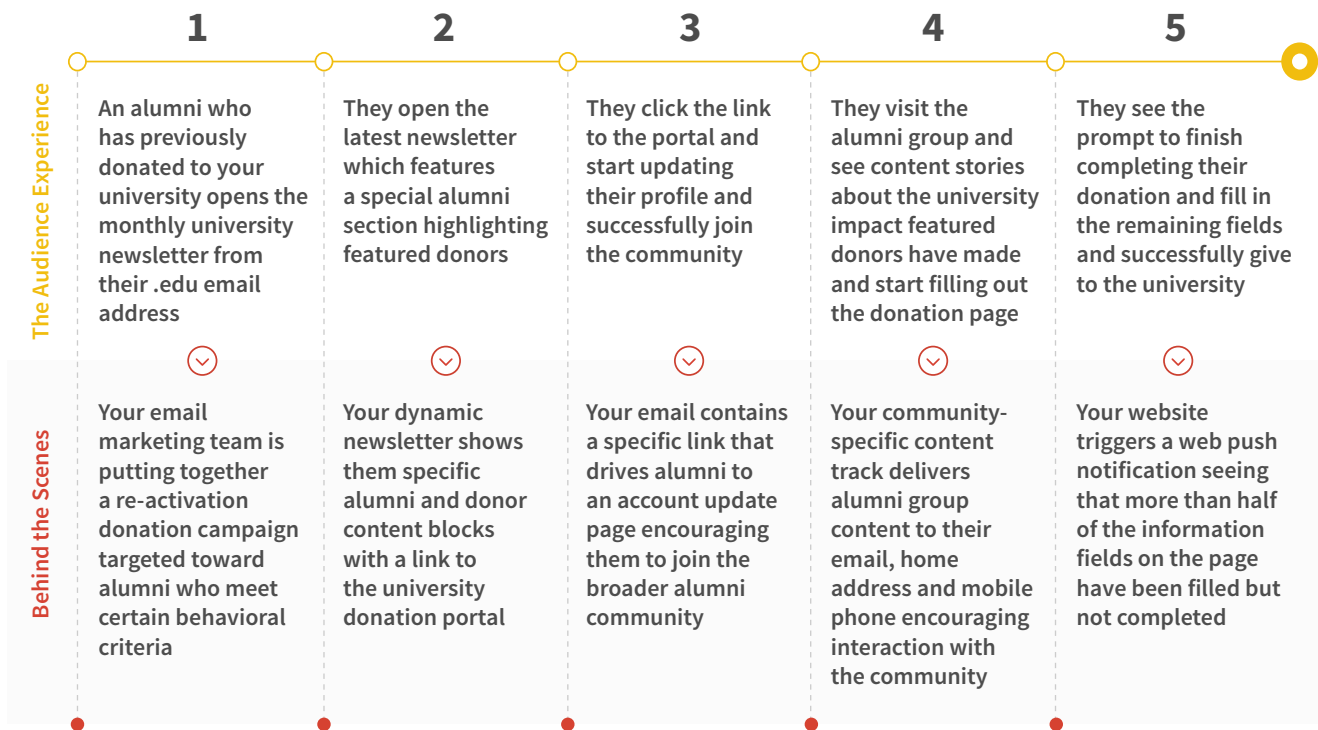 1
2
3
4
5
The Audience Experience
An alumni who
has previously
donated to your
university opens the
monthly university
newsletter from
their .edu email
address
They open the
latest newsletter
which features
a special alumni
section highlighting
featured donors
They click the link
to the portal and
start updating
their profile and
successfully join
the community
They visit the
alumni group and
see content stories
about the university
impact featured
donors have made
and start filling out
the donation page
They see the
prompt to finish
completing their
donation and fill in
the remaining fields
and successfully give
to the university
Behind the Scenes
Your email
marketing team is
putting together
a re-activation
donation campaign
targeted toward
alumni who meet
certain behavioral
criteria
Your dynamic
newsletter shows
them specific
alumni and donor
content blocks
with a link to
the university
donation portal
Your email contains
a specific link that
drives alumni to
an account update
page encouraging
them to join the
broader alumni
community
Your community-
specific content
track delivers
alumni group
content to their
email, home
address and mobile
phone encouraging
interaction with
the community
Your website
triggers a web push
notification seeing
that more than half
of the information
fields on the page
have been filled but
not completed